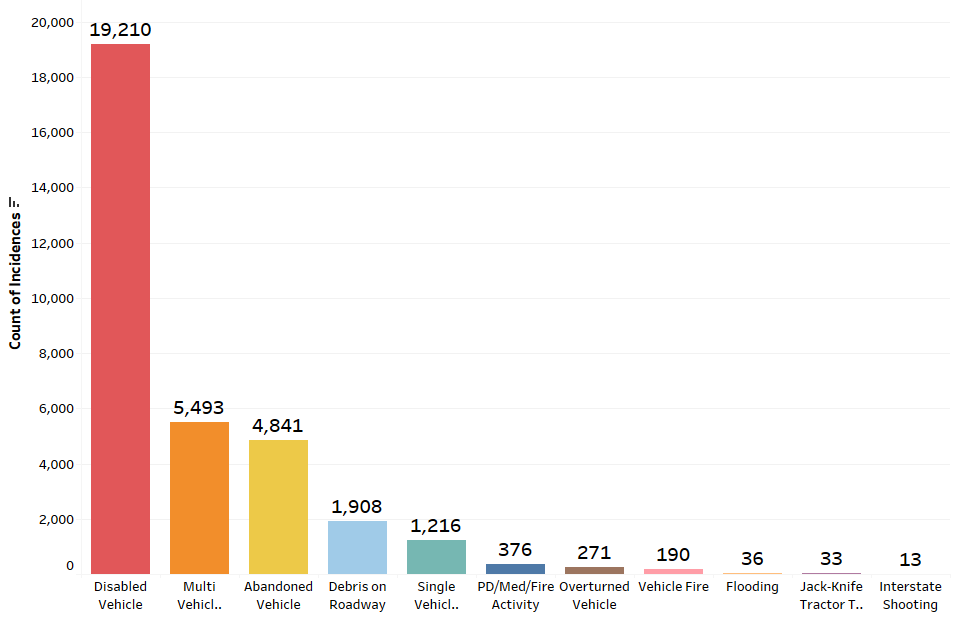 20,000
18,000
16,000
14,000
12,000
10,000
8,000
6,000
4,000
2,000
0
Count of Incidences
19,210
5,493
4,841
1,908
1,216
376
271
190
36
33
13
Disabled
Vehicle
Multi
Vehicl..
Abandoned
Vehicle
Debris on
Roadway
Single
Vehicl..
PD/Med/Fire
Activity
Overturned
Vehicle
Vehicle Fire
Flooding
Jack-Knife
Tractor T..
Interstate
Shooting